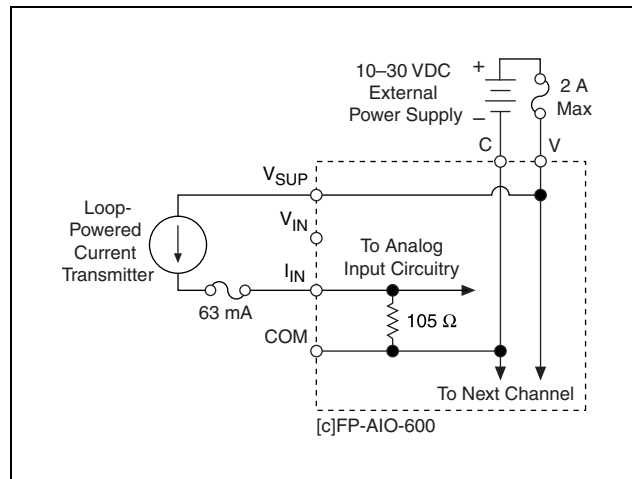 10–30 VDC
External
Power Supply
+
–
2 A
Max
C
V
VSUP
Loop-
Powered
Current
Transmitter
VIN
To Analog
Input Circuitry
IIN
63 mA
105 Ω
COM
To Next Channel
[c]FP-AIO-600